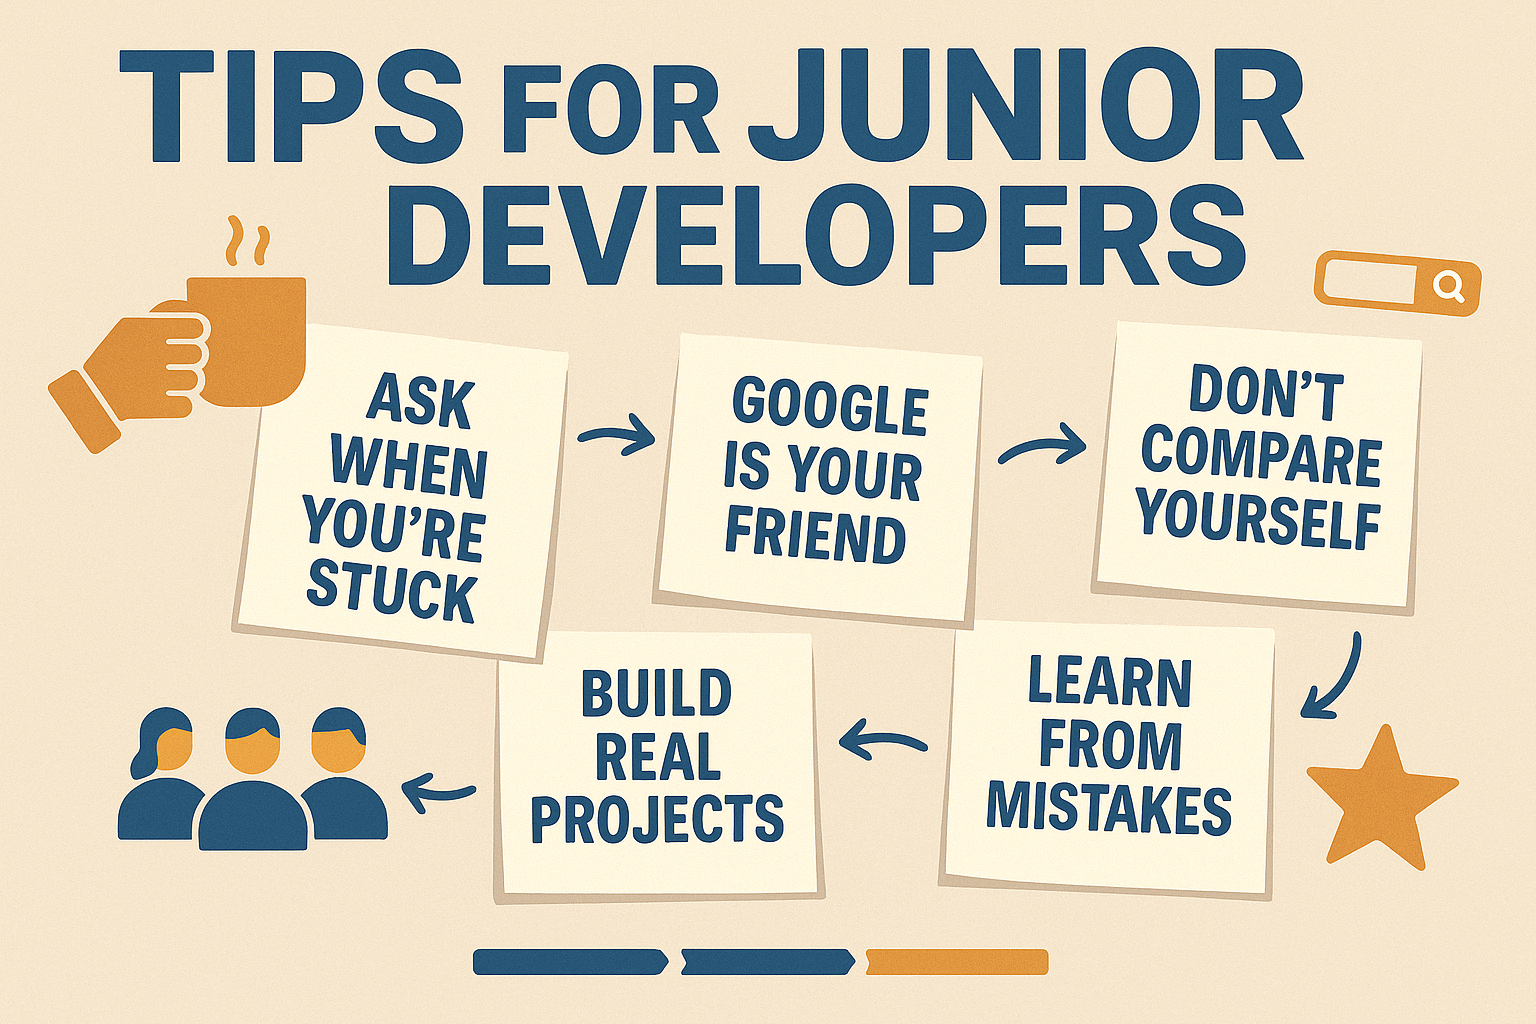 TIPS FOR JUNIOR
DEVELOPERS
ASK
WHEN
YOU'RE
STUCK
GOOGLE
IS YOUR
FRIEND
DON'T
COMPARE
YOURSELF
LEARN
FROM
MISTAKES
BUILD
REAL
PROJECTS